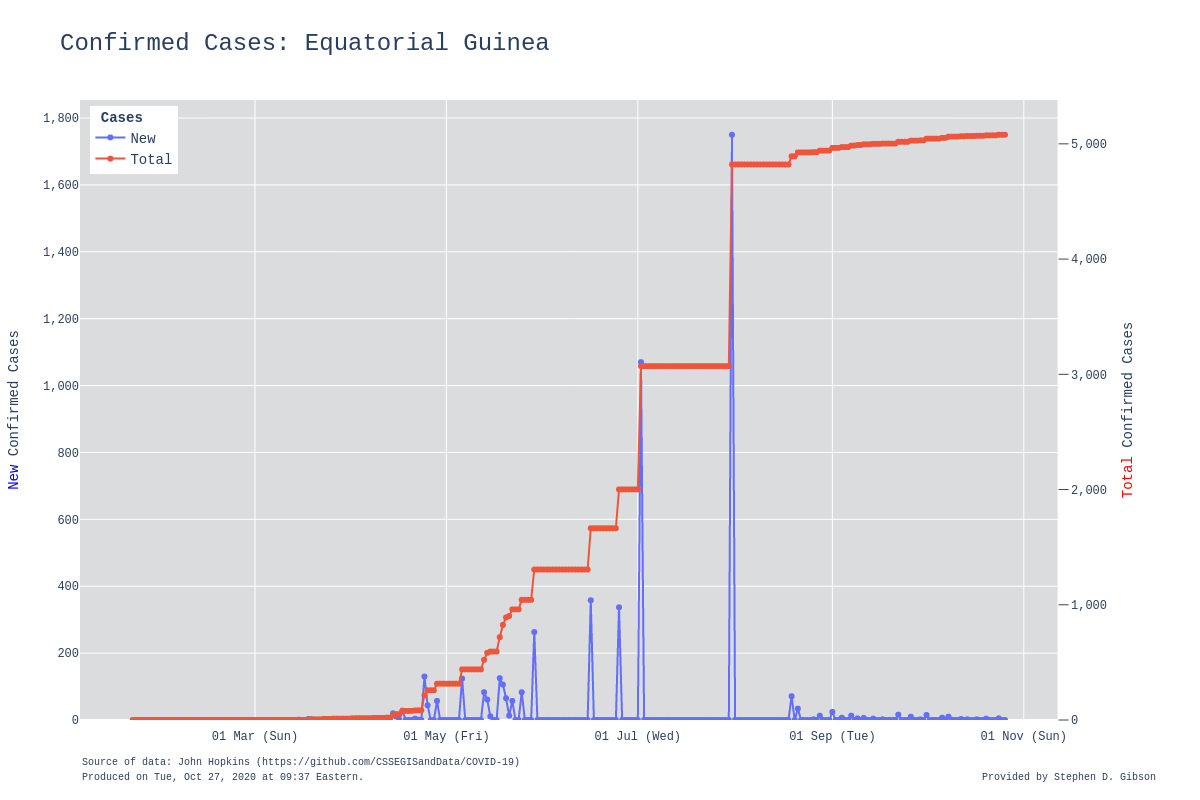 Confirmed Cases: Equatorial Guinea
Cases
New
Total
1,800
1,600
1,400
1,200
1,000
800
600
400
200
0
New Confirmed Cases
5,000
4,000
3,000
2,000
1,000
0
Total Confirmed Cases
01 Mar (Sun)
01 May (Fri)
01 Jul (Wed)
01 Sep (Tue)
01 Nov (Sun)
Source of data: John Hopkins (https://github.com/CSSEGISandData/COVID-19)
Produced on Tue, Oct 27, 2020 at 09:37 Eastern.
Provided by Stephen D. Gibson